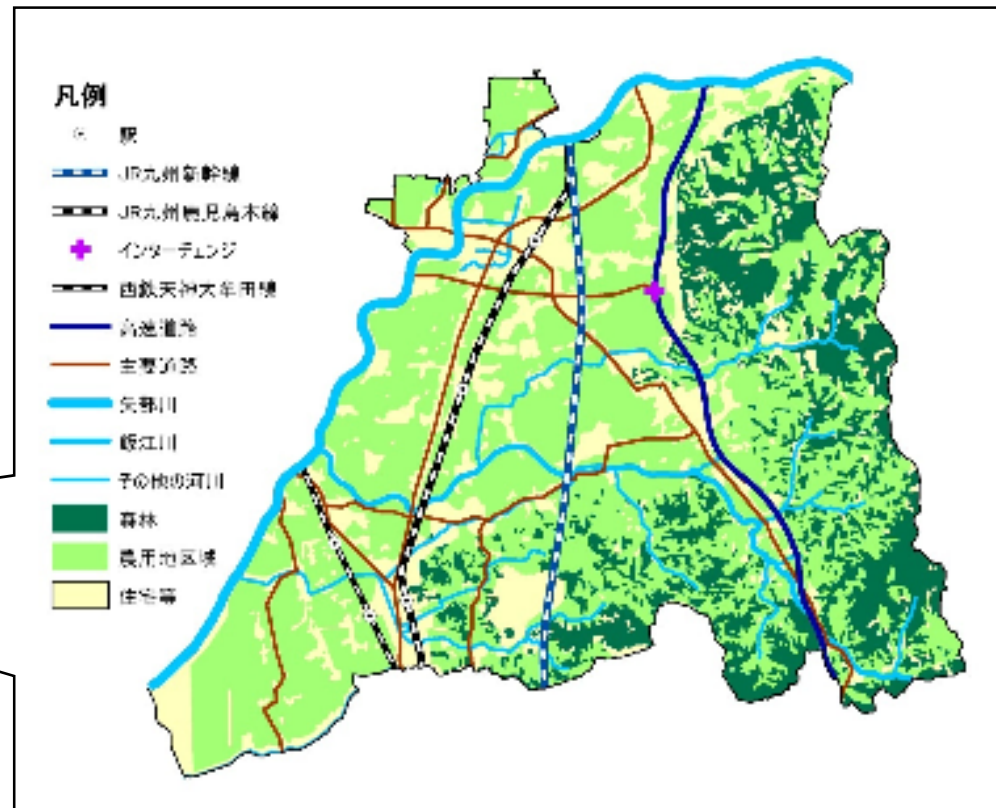 凡例
駅
JR九州新幹線
JR九州鹿児島本線
インターチェンジ
西鉄天神大牟田線
高速道路
主要道路
矢部川
飯江川
その他の河川
森林
農用地区域
住宅等